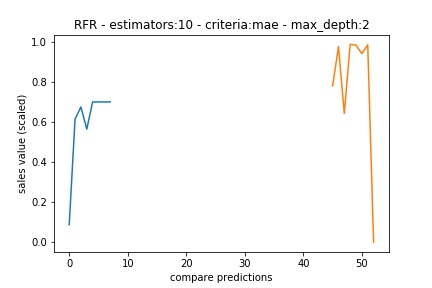 RFR - estimators:10 - criteria:mae - max_depth:2
1.0
0.8
0.6
0.4
0.2
0.0
sales value (scaled)
0 10 20 30 40 50
compare predictions